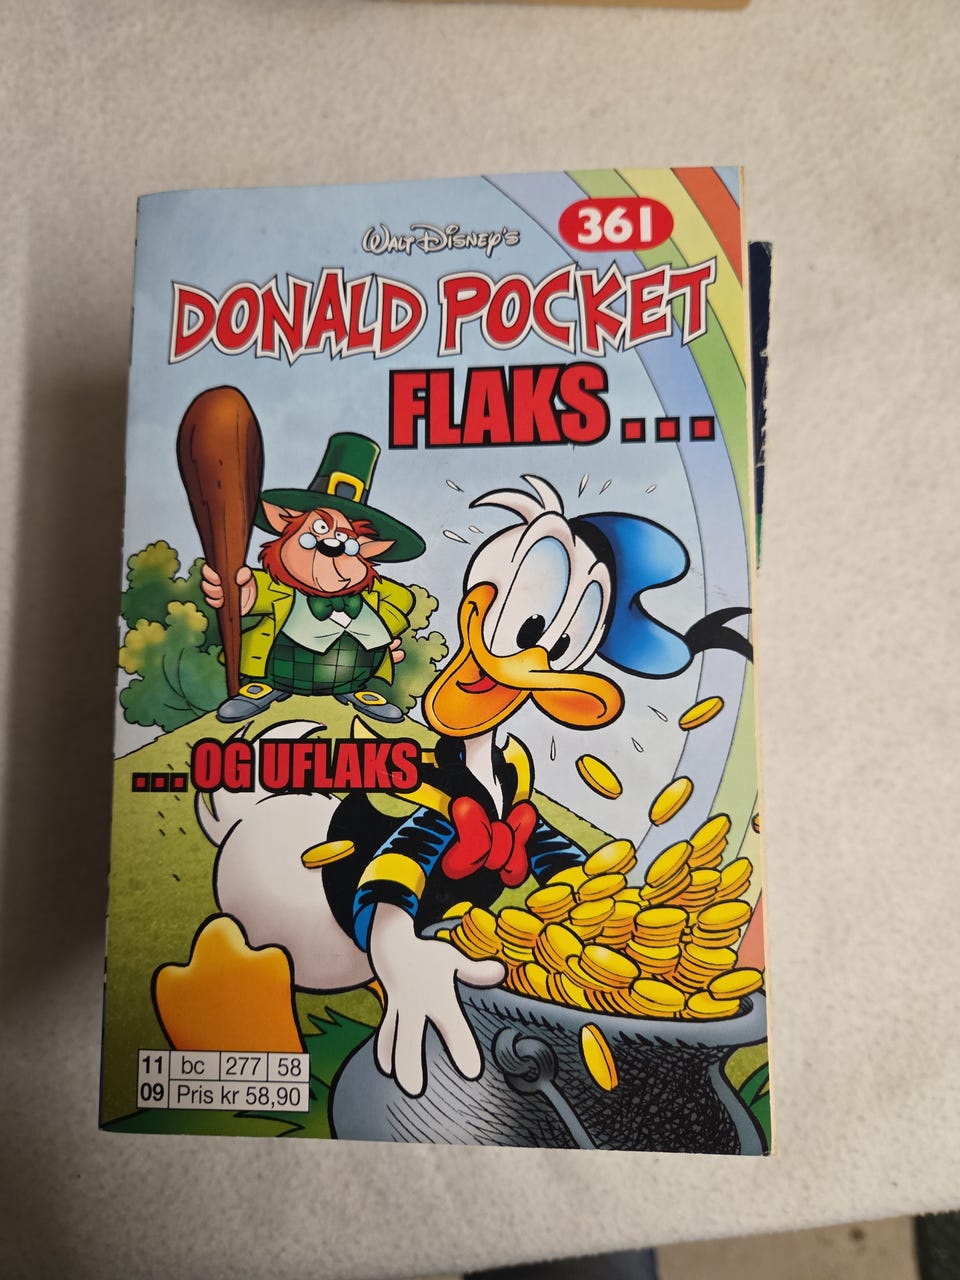 361
WALT DISNEY'S
DONALD POCKET
FLAKS...
...OG UFLAKS
11 bc 277 58
09 Pris kr 58,90